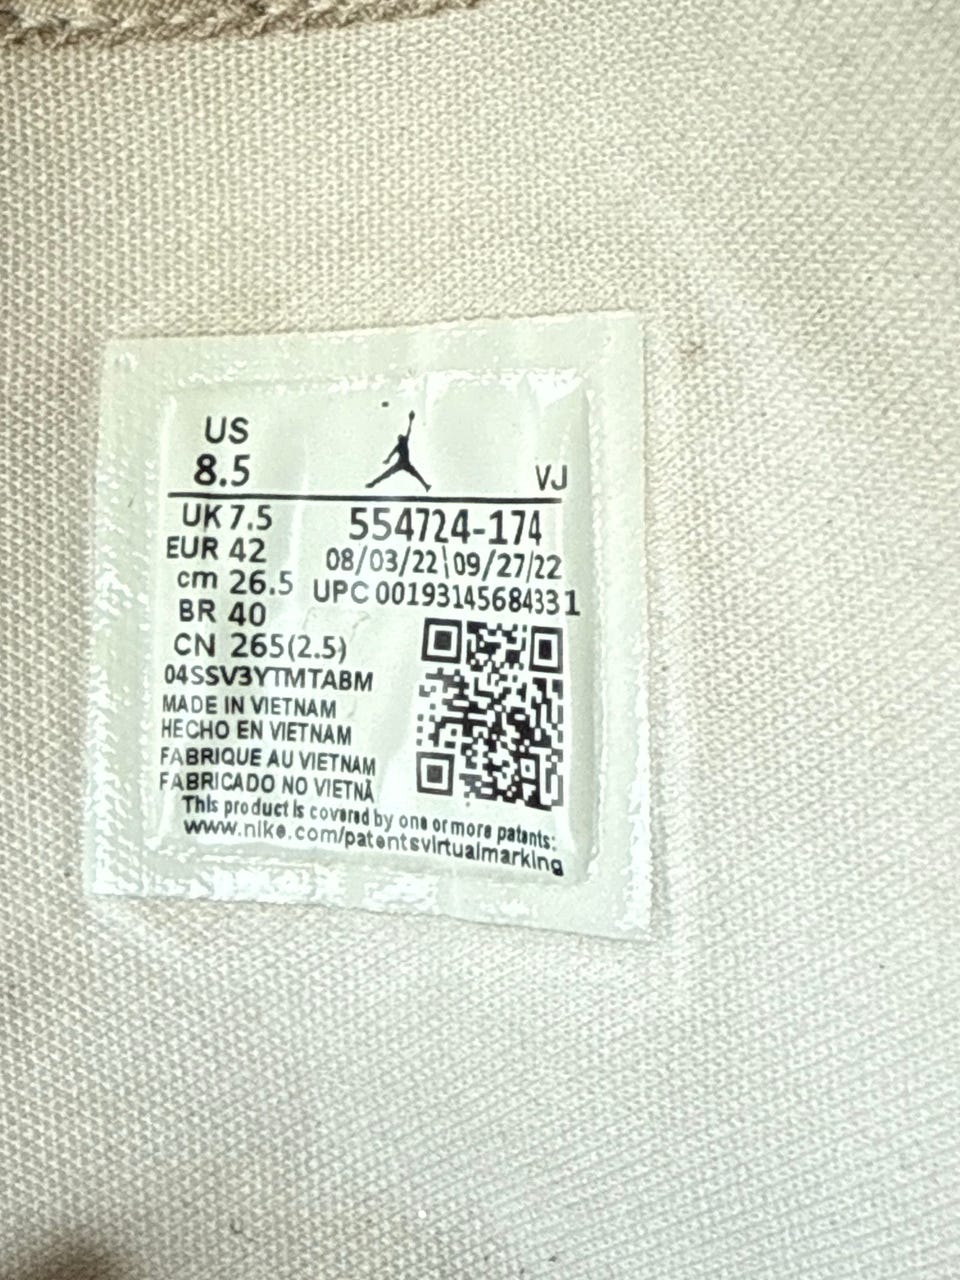 US
8.5
VJ
UK 7.5
554724-174
EUR 42
08/03/22\09/27/22
cm 26.5
UPC 00193145684331
BR 40
CN 265(2.5)
04SSV3YTMTABM
MADE IN VIETNAM
HECHO EN VIETNAM
FABRIQUE AU VIETNAM
FABRICADO NO VIETNÃ
This product is covered by one or more patents:
www.nike.com/patentsvirtualmarking